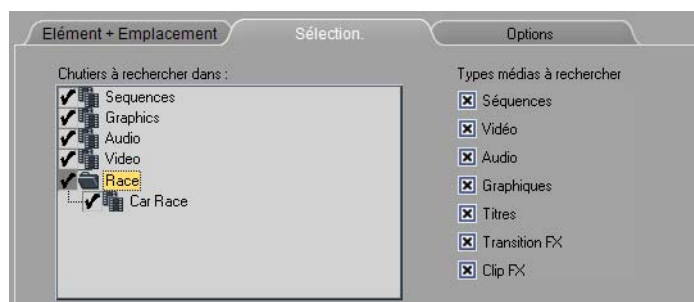 Elément + Emplacement
Sélection.
Options
Chutiers à rechercher dans :
Sequences
Graphics
Audio
Video
Race
Car Race
Types médias à rechercher
Séquences
Vidéo
Audio
Graphiques
Titres
Transition FX
Clip FX